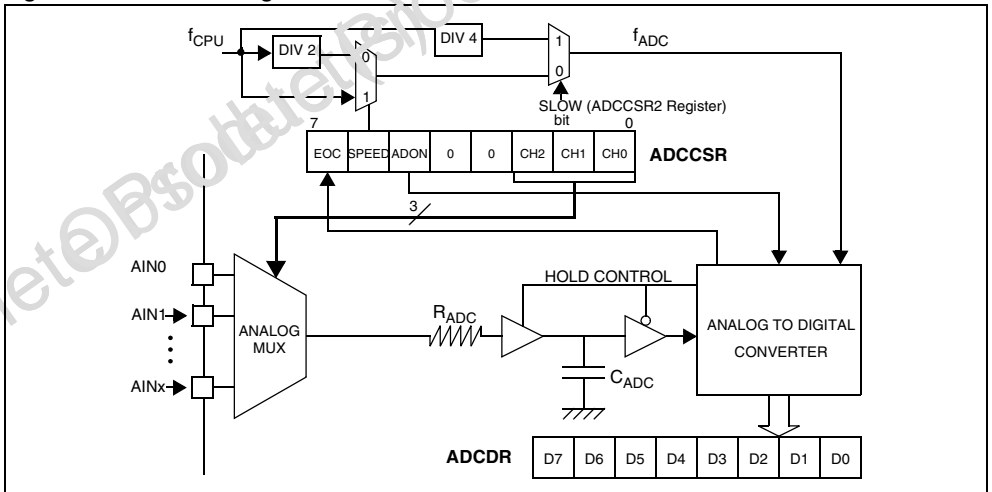 fCPU
DIV 2
DIV 4
0
1
1
0
fADC
SLOW (ADCCSR2 Register)
bit
7
0
EOC SPEED ADON 0 0 CH2 CH1 CH0
ADCCSR
3
AIN0
AIN1
AINx
ANALOG
MUX
RADC
HOLD CONTROL
CADC
ANALOG TO DIGITAL
CONVERTER
ADCDR
D7 D6 D5 D4 D3 D2 D1 D0